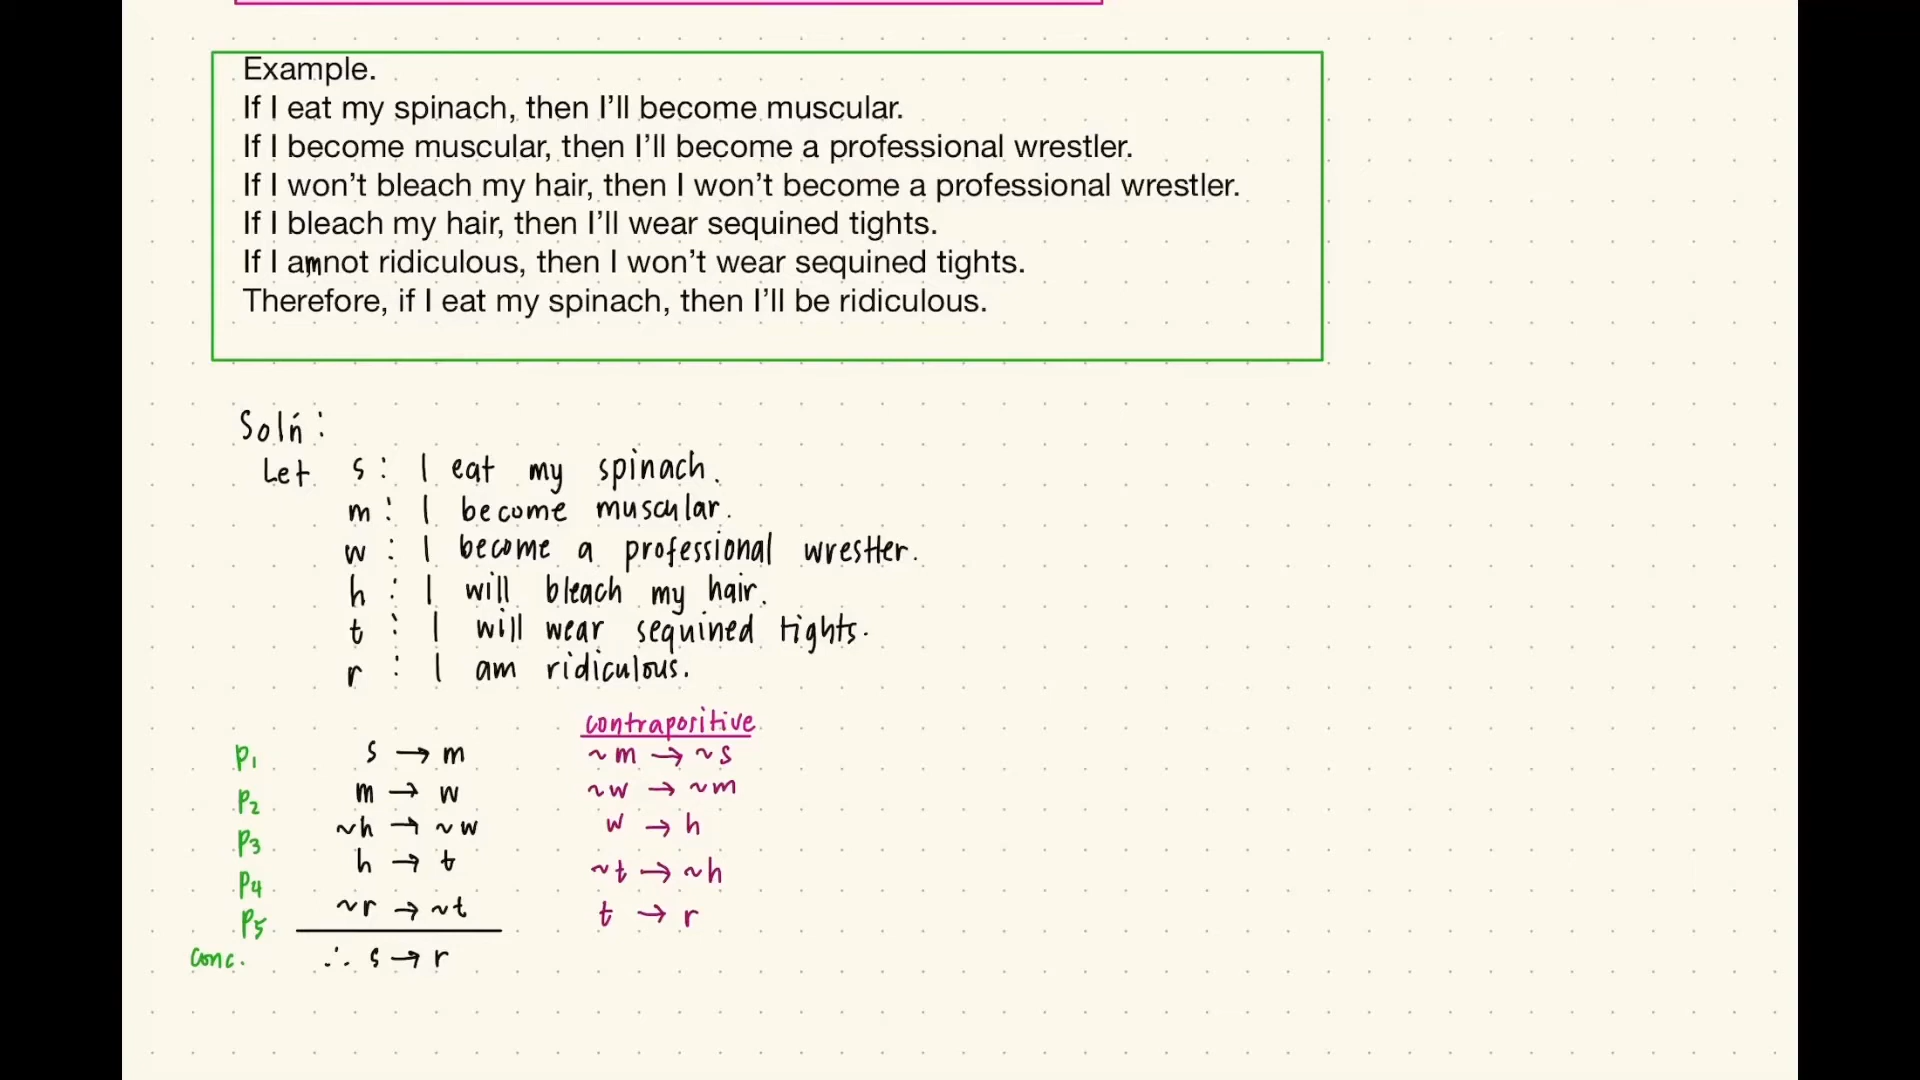 Example.
If I eat my spinach, then I'll become muscular.
If I become muscular, then I'll become a professional wrestler.
If I won't bleach my hair, then I won't become a professional wrestler.
If I bleach my hair, then I'll wear sequined tights.
If I am not ridiculous, then I won't wear sequined tights.
Therefore, if I eat my spinach, then I'll be ridiculous.
Sol'n:
Let s: I eat my spinach.
m: I become muscular.
w: I become a professional wrestler.
h: I will bleach my hair.
t: I will wear sequined tights.
r: I am ridiculous.
contrapositive
P1 s → m ~m → ~s
P2 m → w ~w → ~m
P3 ~h → ~w w → h
P4 h → t ~t → ~h
P5 ~r → ~t t → r
Conc. ∴ s → r